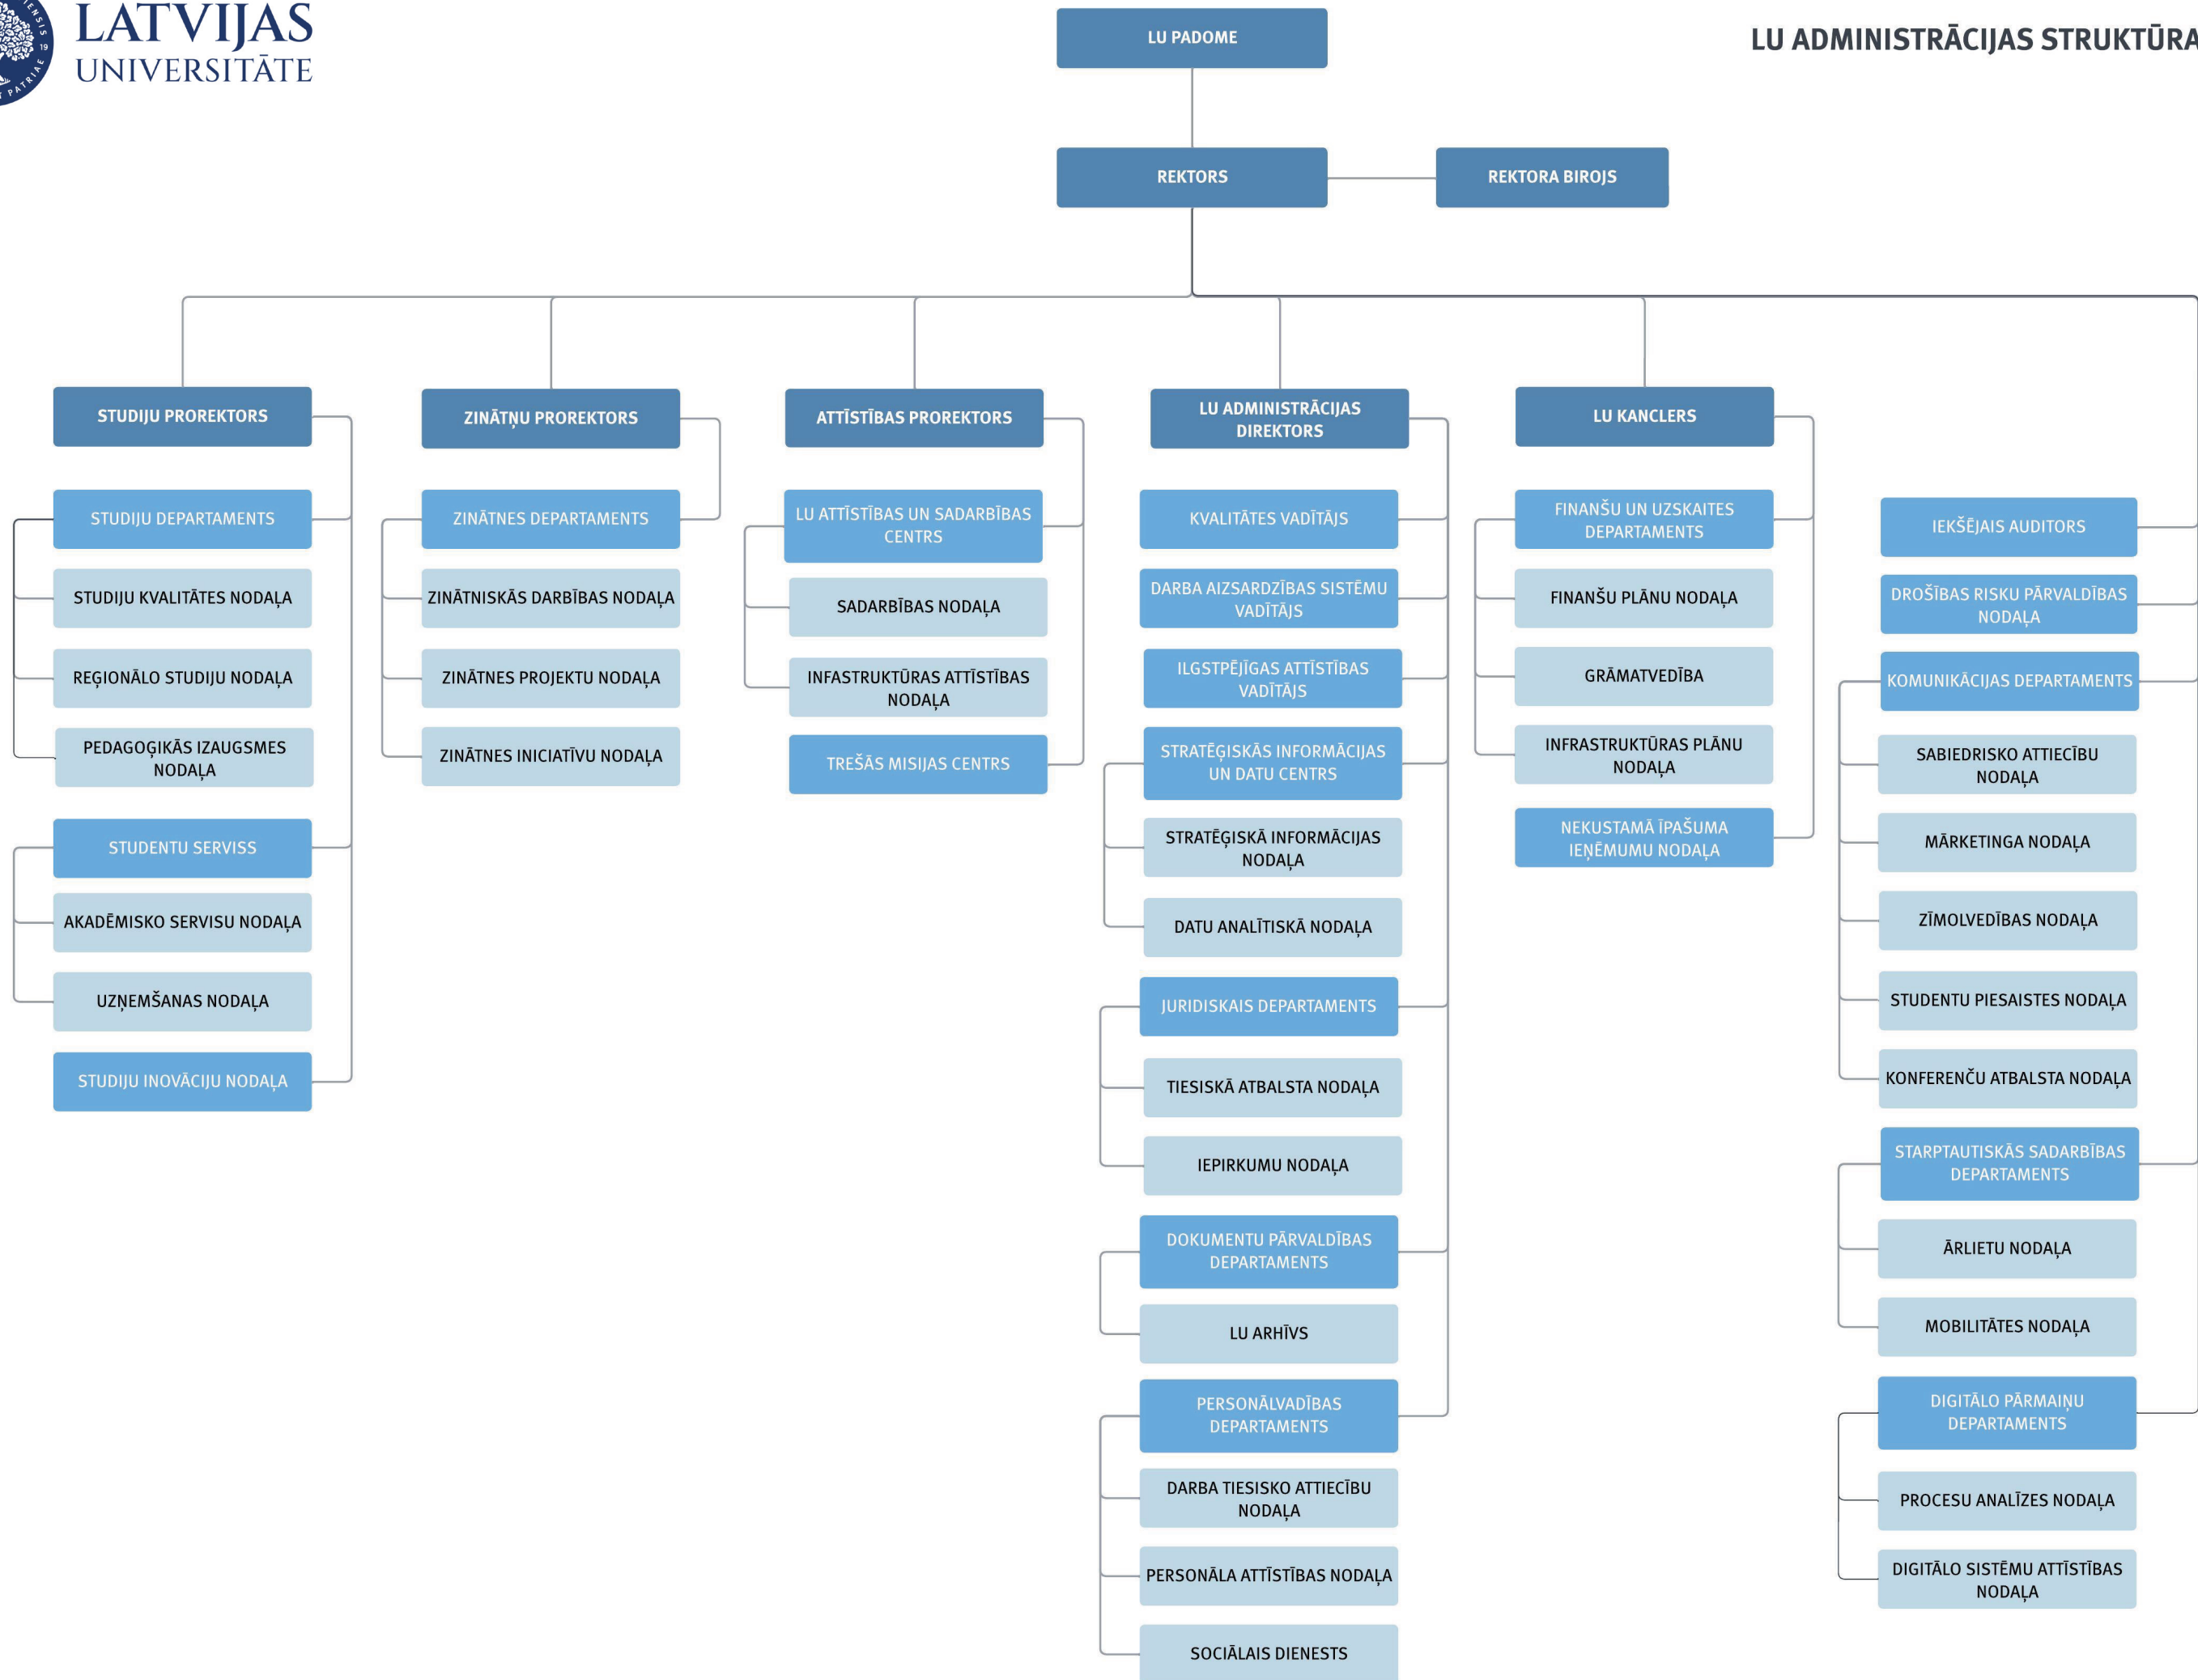 LATVIJAS
UNIVERSITĀTE
LU ADMINISTRĀCIJAS STRUKTŪRA
LU PADOME
REKTORS
REKTORA BIROJS
STUDIJU PROREKTORS
STUDIJU DEPARTAMENTS
STUDIJU KVALITĀTES NODAĻA
REĢIONĀLO STUDIJU NODAĻA
PEDAGOĢIKĀS IZAUGSMES
NODAĻA
STUDENTU SERVISS
AKADĒMISKO SERVISU NODAĻA
UZŅEMŠANAS NODAĻA
STUDIJU INOVĀCIJU NODAĻA
ZINĀTŅU PROREKTORS
ZINĀTNES DEPARTAMENTS
ZINĀTNISKĀS DARBĪBAS NODAĻA
ZINĀTNES PROJEKTU NODAĻA
ZINĀTNES INICIATĪVU NODAĻA
ATTĪSTĪBAS PROREKTORS
LU ATTĪSTĪBAS UN SADARBĪBAS
CENTRS
SADARBĪBAS NODAĻA
INFASTRUKTŪRAS ATTĪSTĪBAS
NODAĻA
TREŠĀS MISIJAS CENTRS
LU ADMINISTRĀCIJAS
DIREKTORS
KVALITĀTES VADĪTĀJS
DARBA AIZSARDZĪBAS SISTĒMU
VADĪTĀJS
ILGSTPĒJĪGAS ATTĪSTĪBAS
VADĪTĀJS
STRATĒĢISKĀS INFORMĀCIJAS
UN DATU CENTRS
STRATĒĢISKĀ INFORMĀCIJAS
NODAĻA
DATU ANALĪTISKĀ NODAĻA
JURIDISKAIS DEPARTAMENTS
TIESISKĀ ATBALSTA NODAĻA
IEPIRKUMU NODAĻA
DOKUMENTU PĀRVALDĪBAS
DEPARTAMENTS
LU ARHĪVS
PERSONĀLVADĪBAS
DEPARTAMENTS
DARBA TIESISKO ATTIECĪBU
NODAĻA
PERSONĀLA ATTĪSTĪBAS NODAĻA
SOCIĀLAIS DIENESTS
LU KANCLERS
FINANŠU UN UZSKAITES
DEPARTAMENTS
FINANŠU PLĀNU NODAĻA
GRĀMATVEDĪBA
INFRASTRUKTŪRAS PLĀNU
NODAĻA
NEKUSTAMĀ ĪPAŠUMA
IEŅĒMUMU NODAĻA
IEKŠĒJAIS AUDITORS
DROŠĪBAS RISKU PĀRVALDĪBAS
NODAĻA
KOMUNIKĀCIJAS DEPARTAMENTS
SABIEDRISKO ATTIECĪBU
NODAĻA
MĀRKETINGA NODAĻA
ZĪMOLVEDĪBAS NODAĻA
STUDENTU PIESAISTES NODAĻA
KONFERENČU ATBALSTA NODAĻA
STARPTAUTISKĀS SADARBĪBAS
DEPARTAMENTS
ĀRLIETU NODAĻA
MOBILITĀTES NODAĻA
DIGITĀLO PĀRMAIŅU
DEPARTAMENTS
PROCESU ANALĪZES NODAĻA
DIGITĀLO SISTĒMU ATTĪSTĪBAS
NODAĻA